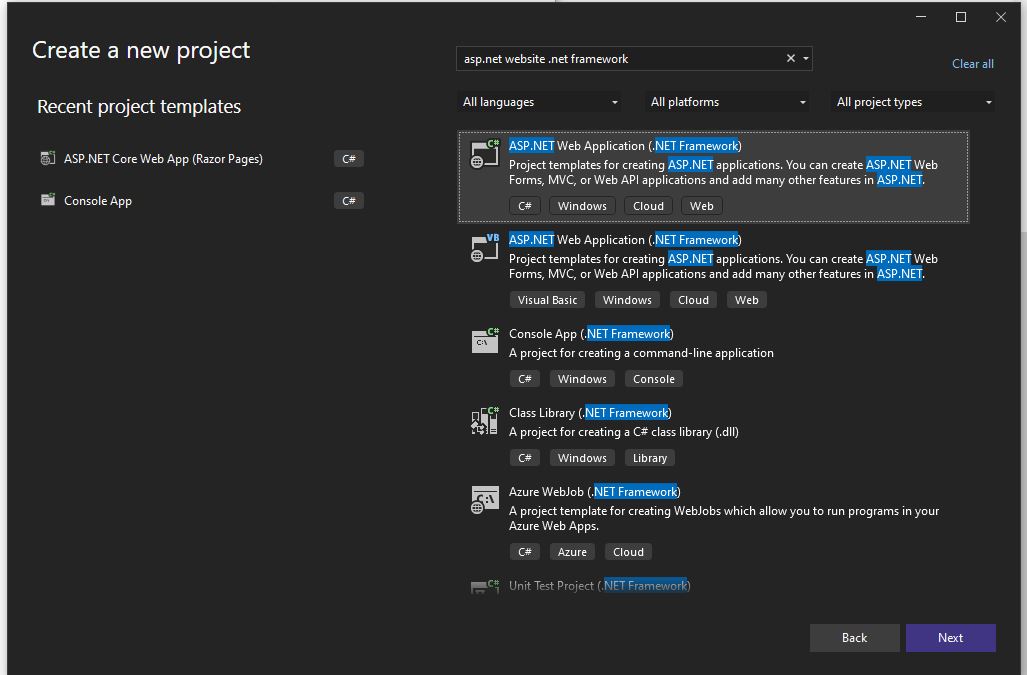 Create a new project
Recent project templates
ASP.NET Core Web App (Razor Pages) C#
Console App C#
asp.net website .net framework
Clear all
All languages All platforms All project types
C#
ASP.NET Web Application (.NET Framework)
Project templates for creating ASP.NET applications. You can create ASP.NET Web
Forms, MVC, or Web API applications and add many other features in ASP.NET.
C# Windows Cloud Web
VB
ASP.NET Web Application (.NET Framework)
Project templates for creating ASP.NET applications. You can create ASP.NET Web
Forms, MVC, or Web API applications and add many other features in ASP.NET.
Visual Basic Windows Cloud Web
C#
C:\
Console App (.NET Framework)
A project for creating a command-line application
C# Windows Console
C#
Class Library (.NET Framework)
A project for creating a C# class library (.dll)
C# Windows Library
C:\
Azure WebJob (.NET Framework)
A project template for creating WebJobs which allow you to run programs in your
Azure Web Apps.
C# Azure Cloud
C#
Unit Test Project (.NET Framework)
Back Next